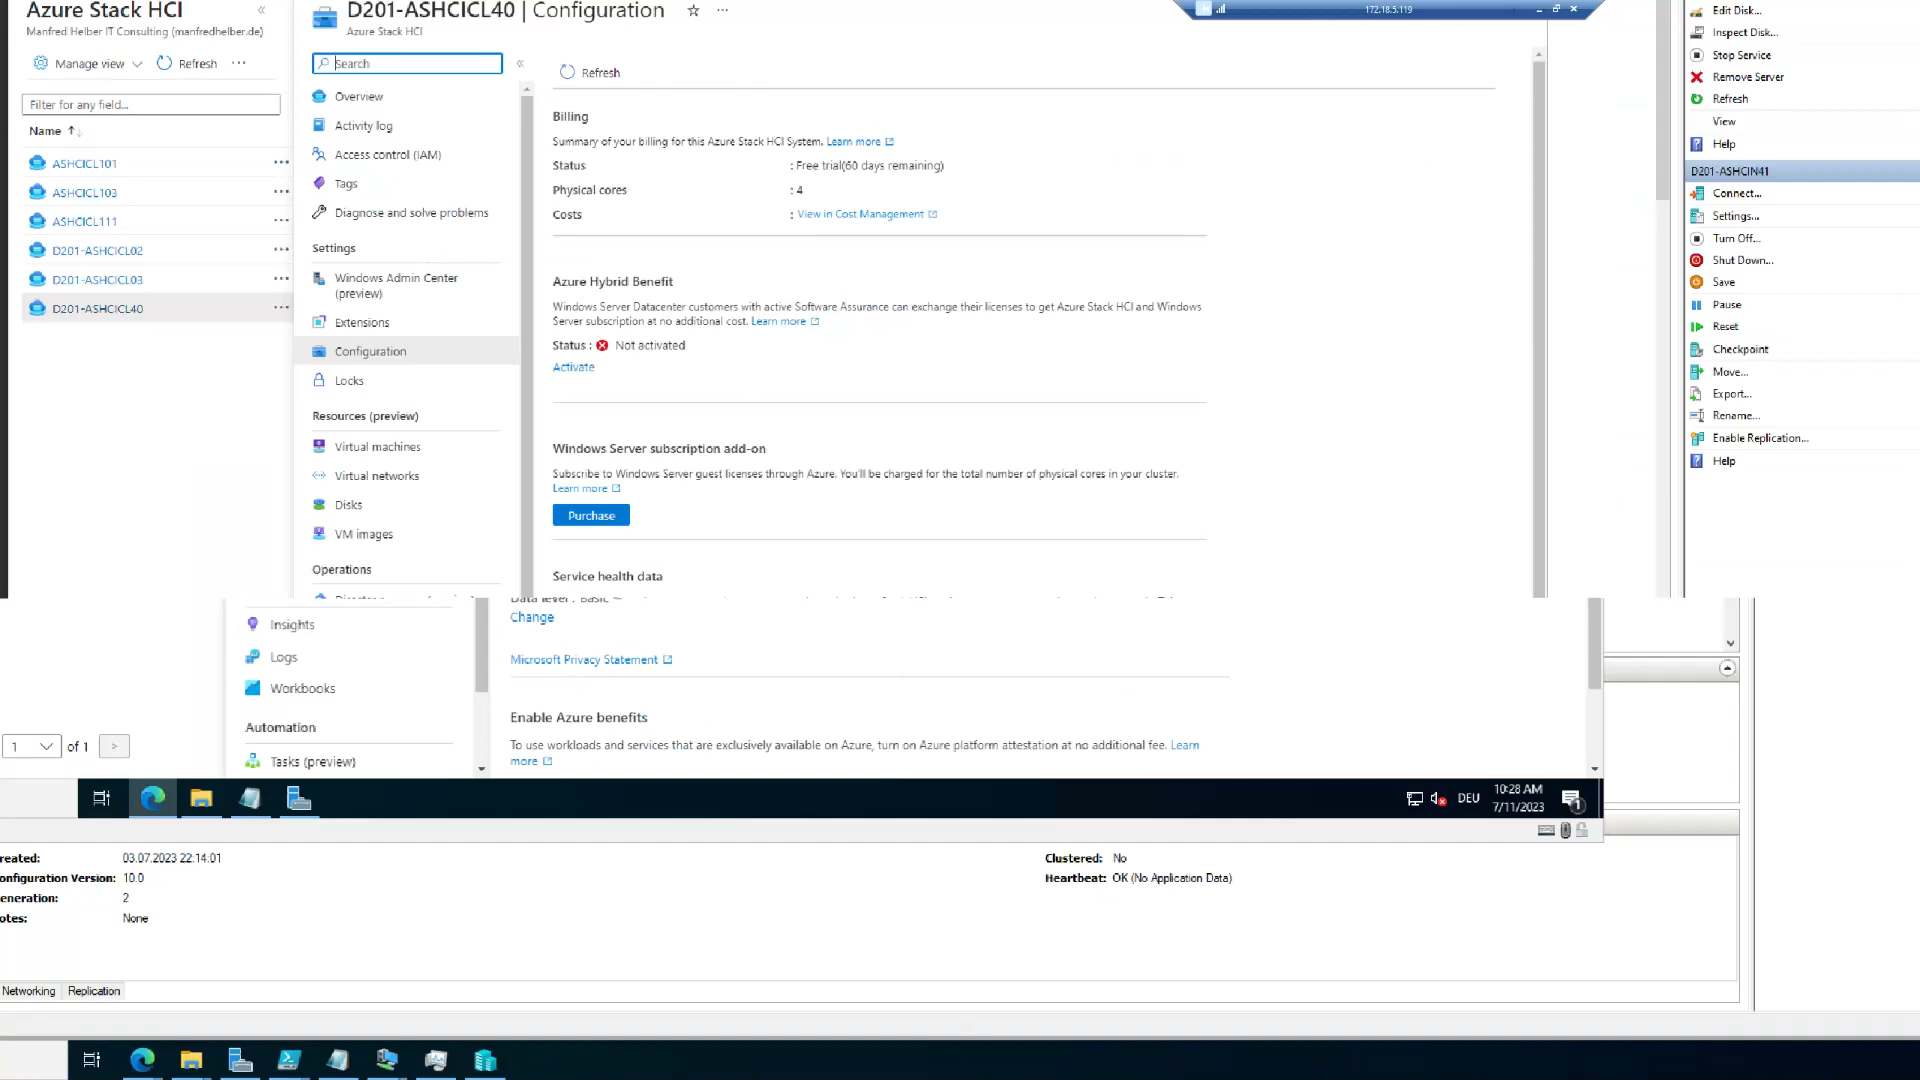 Azure Stack HCI
Manfred Helber IT Consulting (manfredhelber.de)
Manage view
Refresh
Filter for any field...
Name
ASHCICL101
ASHCICL103
ASHCICL111
D201-ASHCICL02
D201-ASHCICL03
D201-ASHCICL40
1
of 1
>
D201-ASHCICL40 | Configuration
Azure Stack HCI
Search
Overview
Activity log
Access control (IAM)
Tags
Diagnose and solve problems
Settings
Windows Admin Center
(preview)
Extensions
Configuration
Locks
Resources (preview)
Virtual machines
Virtual networks
Disks
VM images
Operations
Insights
Logs
Workbooks
Automation
Tasks (preview)
Refresh
Billing
Summary of your billing for this Azure Stack HCI System. Learn more
Status : Free trial(60 days remaining)
Physical cores : 4
Costs : View in Cost Management
Azure Hybrid Benefit
Windows Server Datacenter customers with active Software Assurance can exchange their licenses to get Azure Stack HCI and Windows
Server subscription at no additional cost. Learn more
Status : Not activated
Activate
Windows Server subscription add-on
Subscribe to Windows Server guest licenses through Azure. You'll be charged for the total number of physical cores in your cluster.
Learn more
Purchase
Service health data
Data level : Basic
Change
Microsoft Privacy Statement
Enable Azure benefits
To use workloads and services that are exclusively available on Azure, turn on Azure platform attestation at no additional fee. Learn
more
172.18.5.119
Edit Disk...
Inspect Disk...
Stop Service
Remove Server
Refresh
View
Help
D201-ASHCIN41
Connect...
Settings...
Turn Off...
Shut Down...
Save
Pause
Reset
Checkpoint
Move...
Export...
Rename...
Enable Replication...
Help
DEU
10:28 AM
7/11/2023
1
reated: 03.07.2023 22:14:01
onfiguration Version: 10.0
eneration: 2
otes: None
Clustered: No
Heartbeat: OK (No Application Data)
Networking
Replication